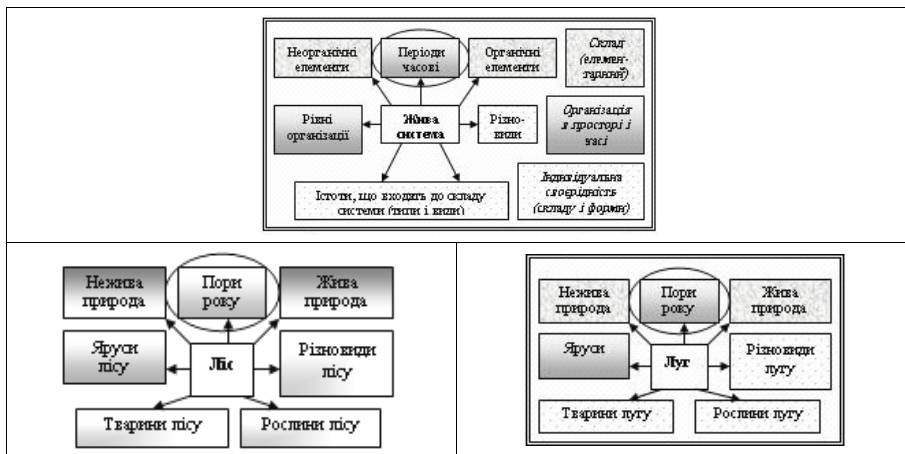 Неорганічні
елементи
Періоди
часові
Органічні
елементи
Склад
(елемен-
тарний)
Рівні
організації
Жива
система
Різно-
види
Організація
в просторі і
часі
Істоти, що входять до складу
системи (типи і види)
Індивідуальна
своєрідність
(складу і форми)
Нежива
природа
Пори
року
Жива
природа
Яруси
лісу
Ліс
Різновиди
лісу
Тварини лісу
Рослини лісу
Нежива
природа
Пори
року
Жива
природа
Яруси
Луг
Різновиди
лугу
Тварини лугу
Рослини лугу